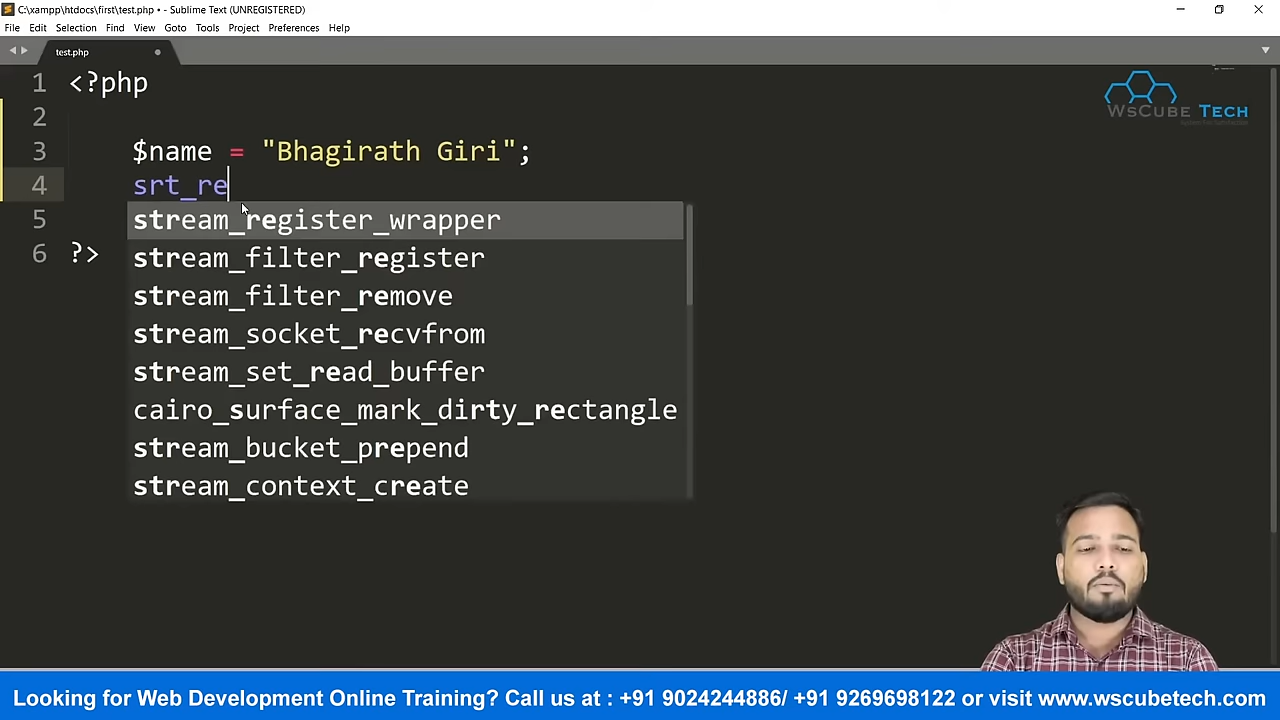 C:\xampp\htdocs\first\test.php • - Sublime Text (UNREGISTERED)
File Edit Selection Find View Goto Tools Project Preferences Help
test.php
1 <?php
2
3 $name = "Bhagirath Giri";
4 srt_re
5 stream_register_wrapper
stream_filter_register
6 ?>
stream_filter_remove
stream_socket_recvfrom
stream_set_read_buffer
cairo_surface_mark_dirty_rectangle
stream_bucket_prepend
stream_context_create
WsCube Tech
Looking for Web Development Online Training? Call us at : +91 9024244886/ +91 9269698122 or visit www.wscubetech.com